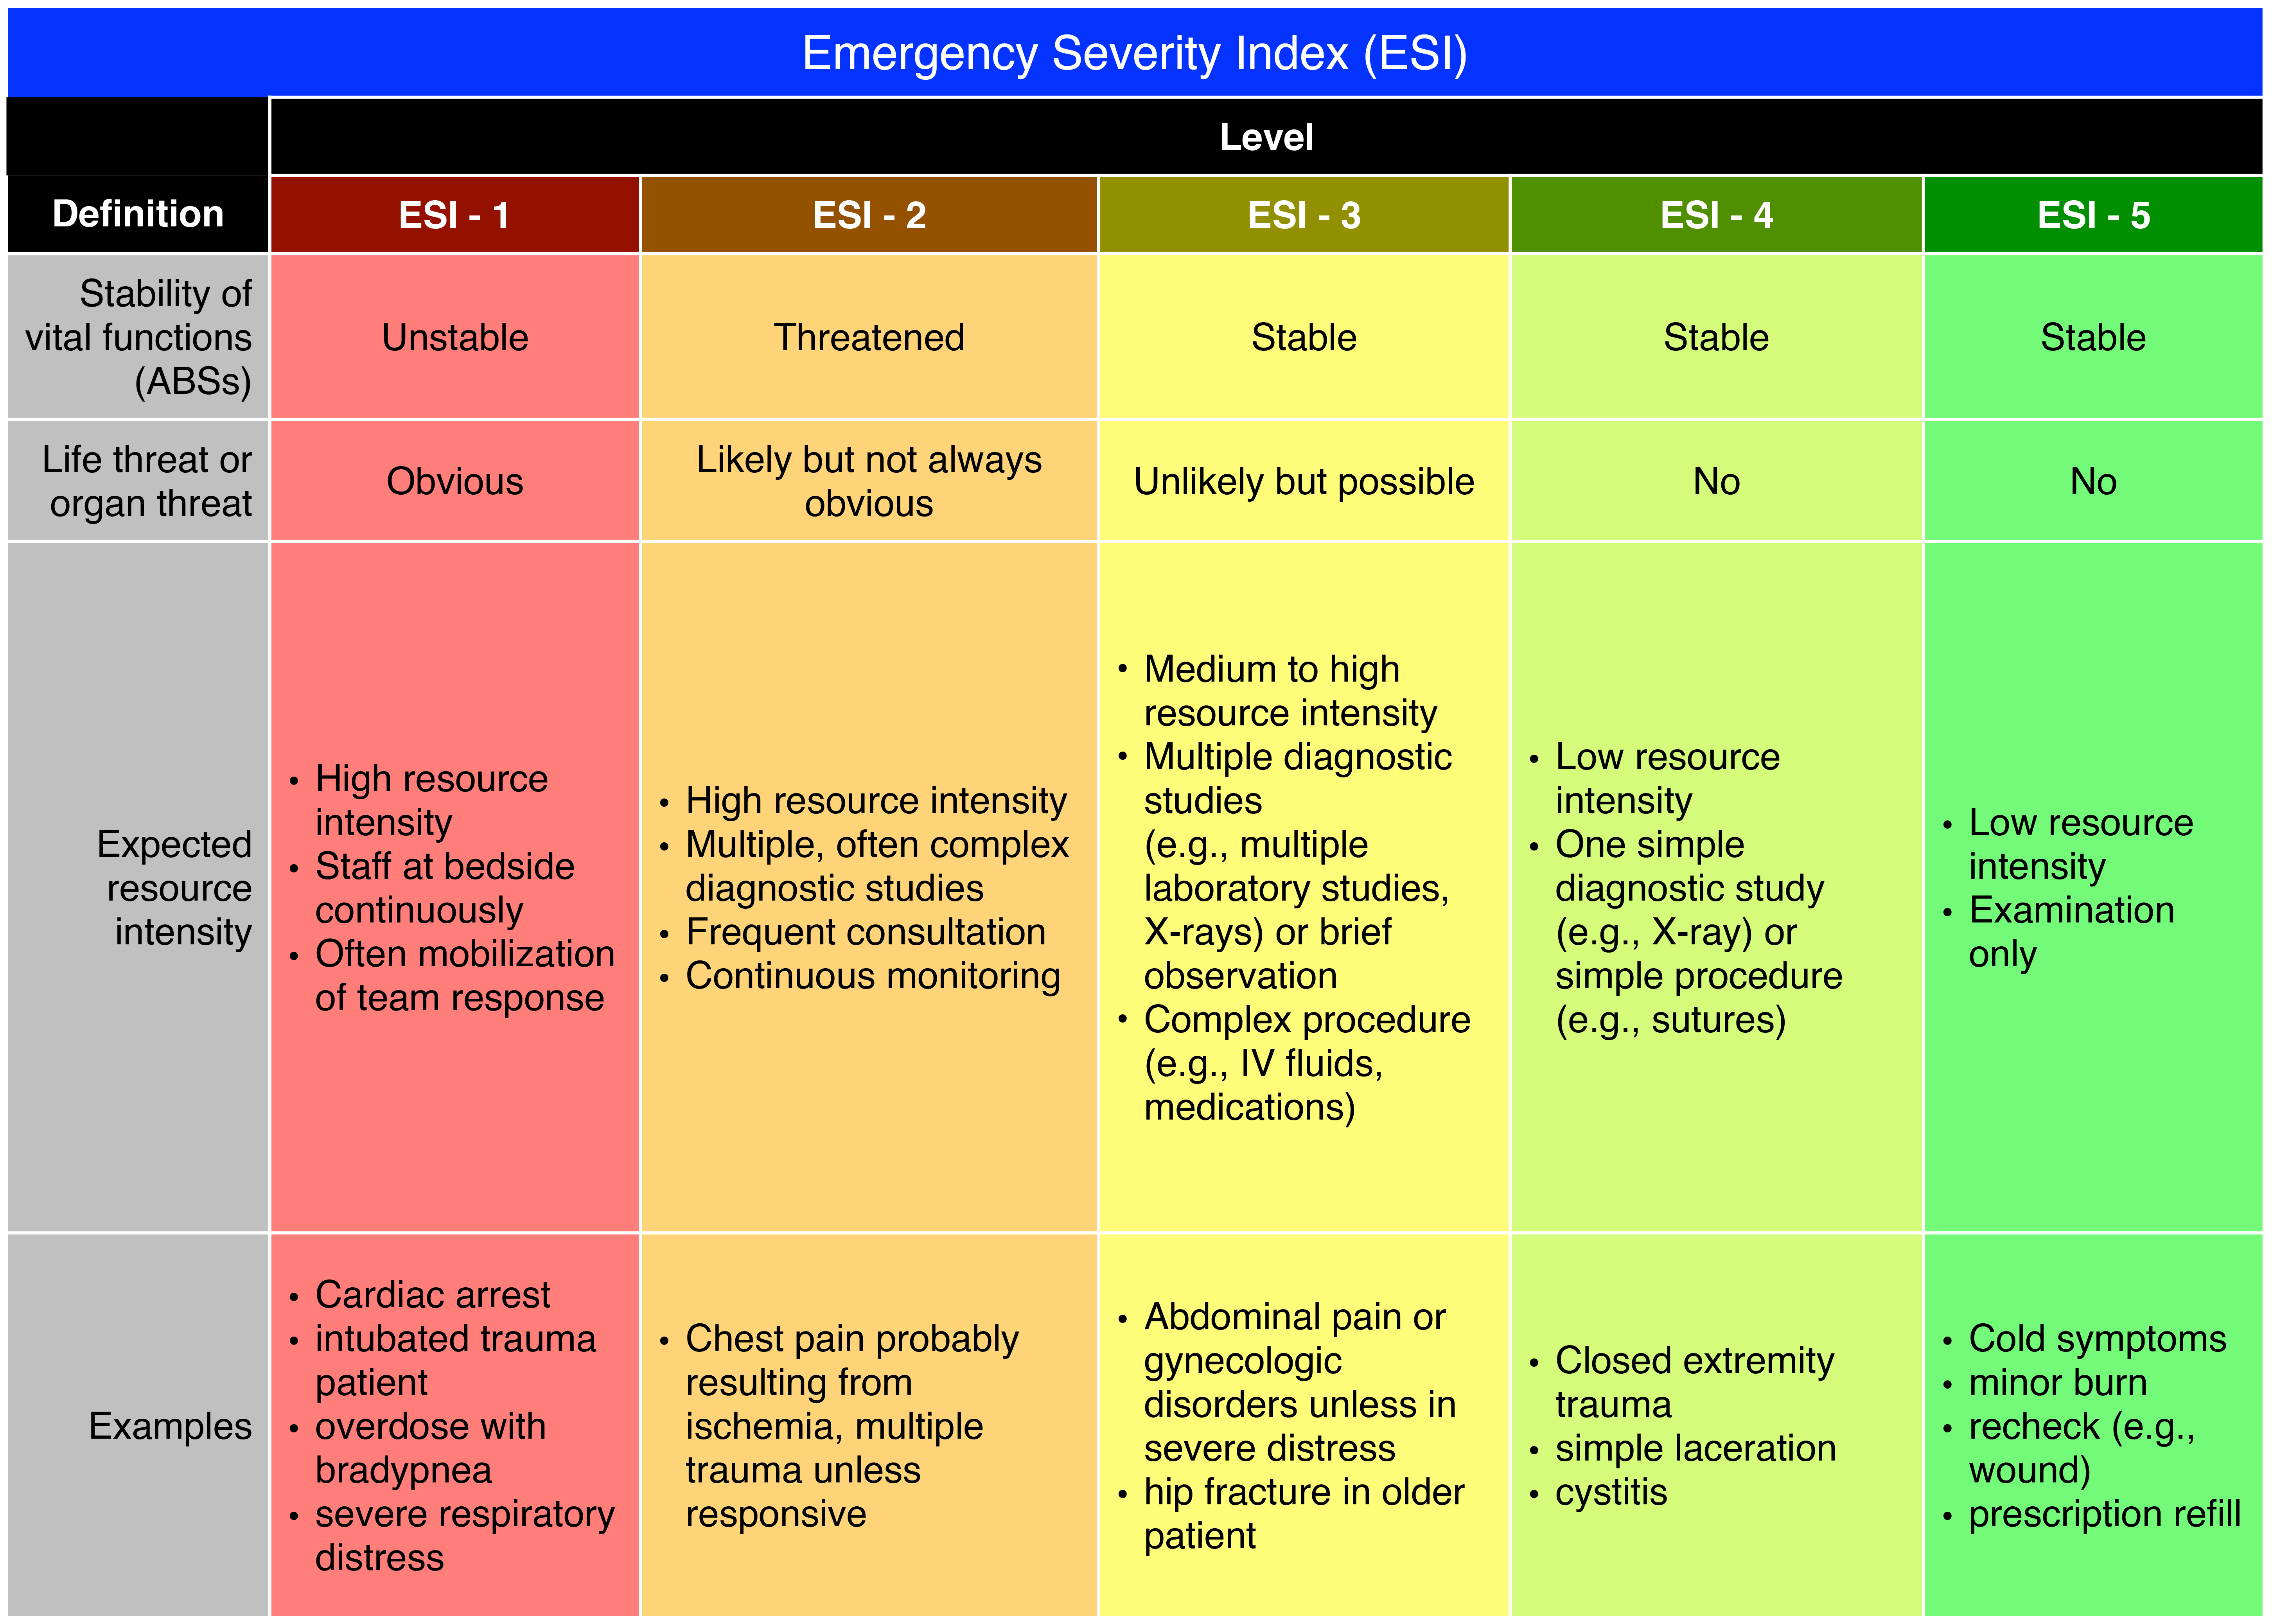 Emergency Severity Index (ESI)
Level
Definition
ESI - 1
ESI - 2
ESI - 3
ESI - 4
ESI - 5
Stability of
vital functions
(ABSs)
Unstable
Threatened
Stable
Stable
Stable
Life threat or
organ threat
Obvious
Likely but not always
obvious
Unlikely but possible
No
No
Expected
resource
intensity
• High resource
intensity
• Staff at bedside
continuously
• Often mobilization
of team response
• High resource intensity
• Multiple, often complex
diagnostic studies
• Frequent consultation
• Continuous monitoring
• Medium to high
resource intensity
• Multiple diagnostic
studies
(e.g., multiple
laboratory studies,
X-rays) or brief
observation
• Complex procedure
(e.g., IV fluids,
medications)
• Low resource
intensity
• One simple
diagnostic study
(e.g., X-ray) or
simple procedure
(e.g., sutures)
• Low resource
intensity
• Examination
only
Examples
• Cardiac arrest
• intubated trauma
patient
• overdose with
bradypnea
• severe respiratory
distress
• Chest pain probably
resulting from
ischemia, multiple
trauma unless
responsive
• Abdominal pain or
gynecologic
disorders unless in
severe distress
• hip fracture in older
patient
• Closed extremity
trauma
• simple laceration
• cystitis
• Cold symptoms
• minor burn
• recheck (e.g.,
wound)
• prescription refill